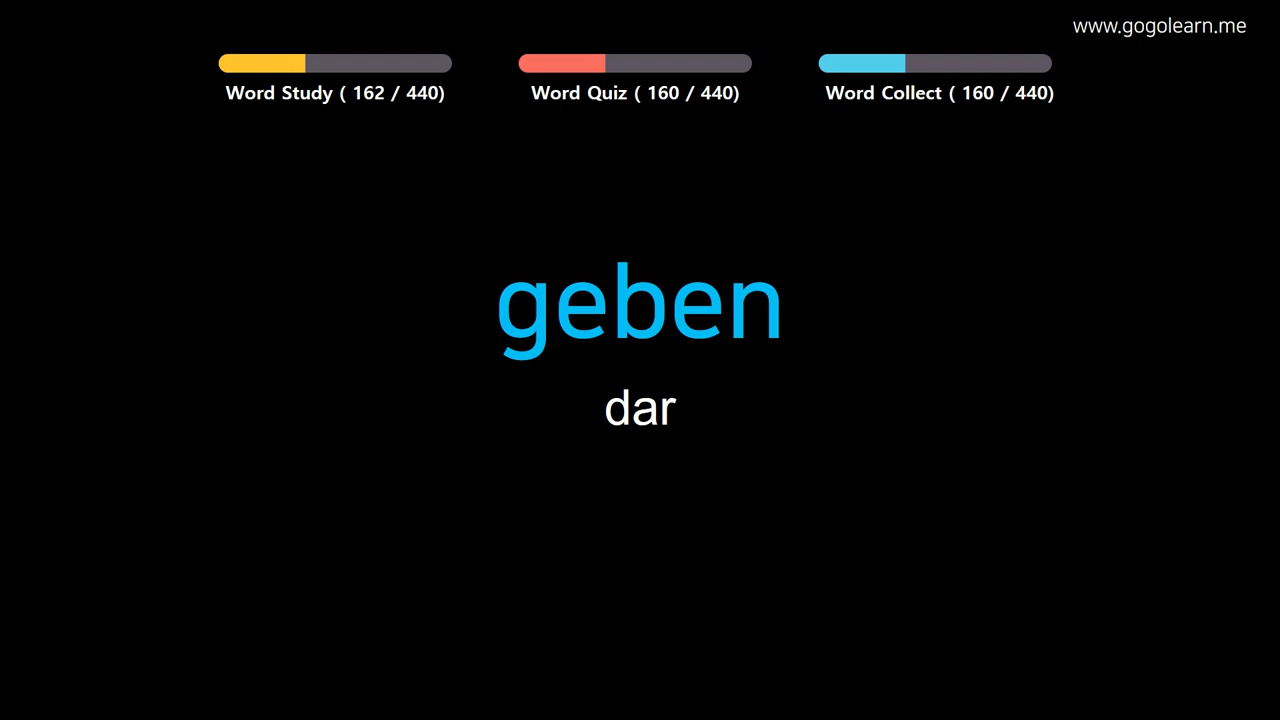 www.gogolearn.me
Word Study ( 162 / 440)
Word Quiz ( 160 / 440)
Word Collect ( 160 / 440)
geben
dar